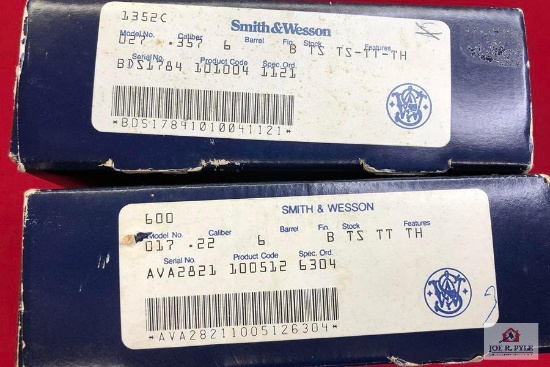 1352C
Smith&Wesson
Model No. Caliber Barrel Fin. Stock Features
027 .357 6 B TS TS-TT-TH
Serial No. Product Code Spec. Ord.
BDS1784 101004 1121
*BDS17841010041121*
600
SMITH & WESSON
Model No. Caliber Barrel Fin. Stock Features
017 .22 6 B TS TT TH
Serial No. Product Code Spec. Ord.
AVA2821 100512 6304
*AVA28211005126304*
JOE R. PYLE